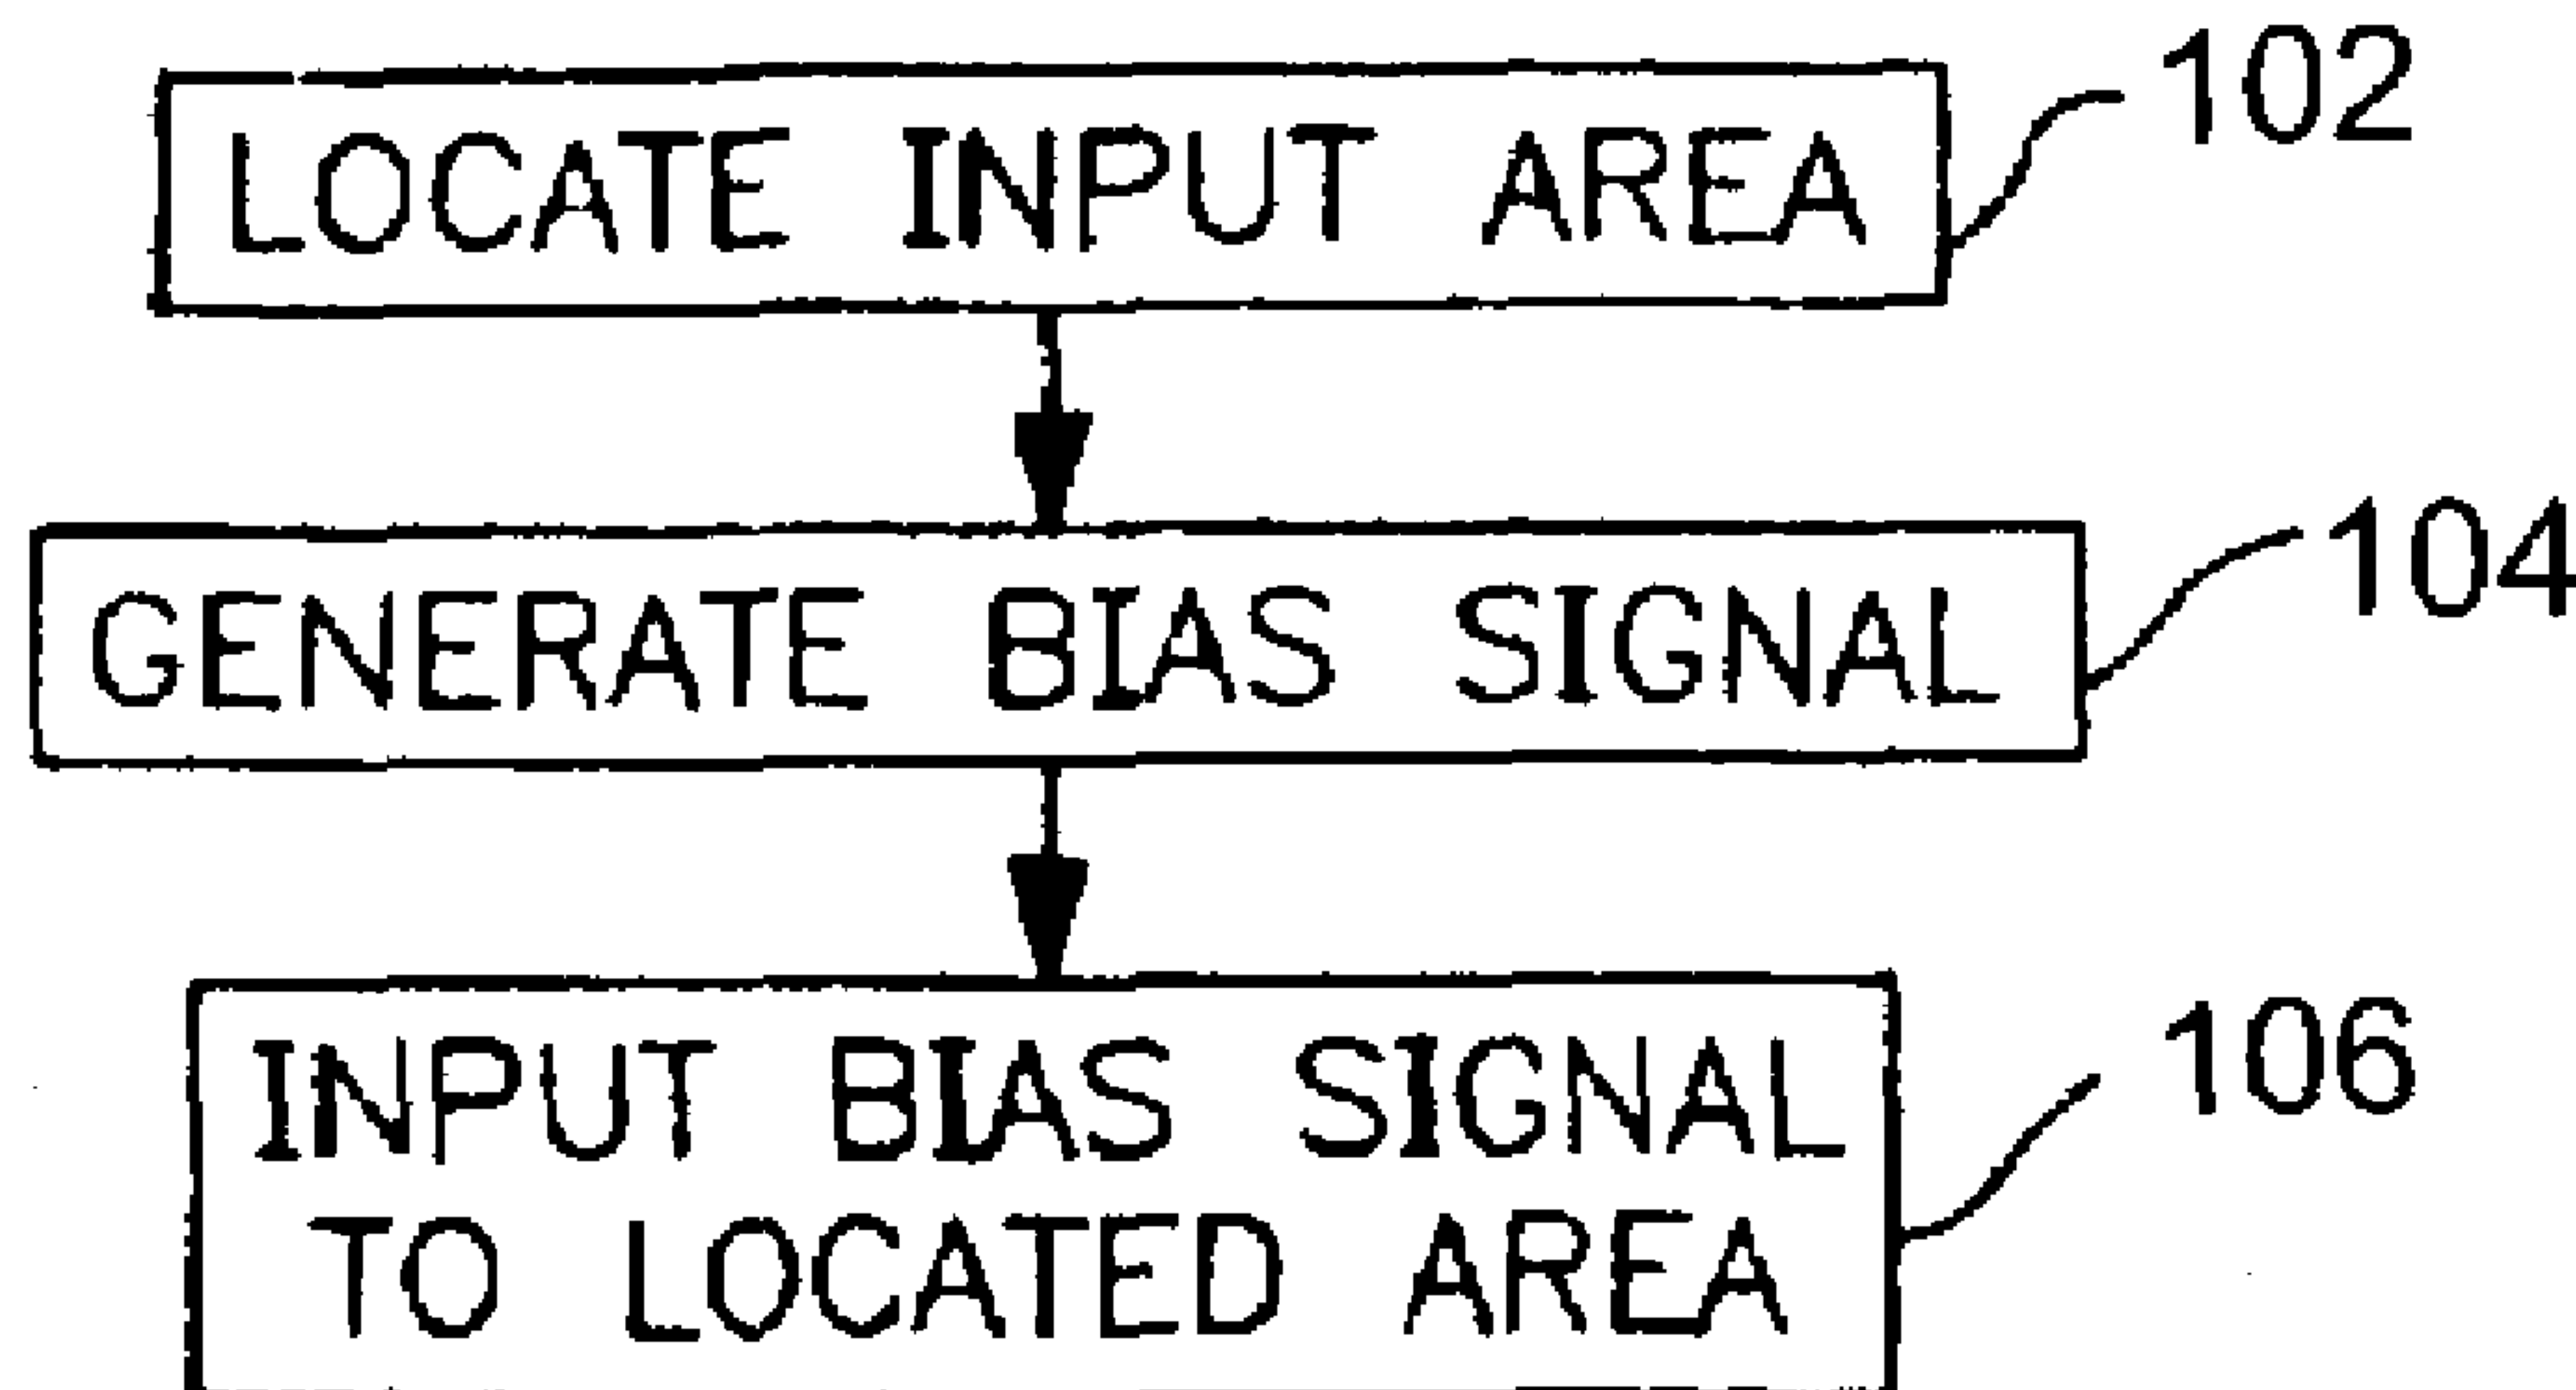 LOCATE INPUT AREA
102
GENERATE BIAS SIGNAL
104
INPUT BIAS SIGNAL
TO LOCATED AREA
106